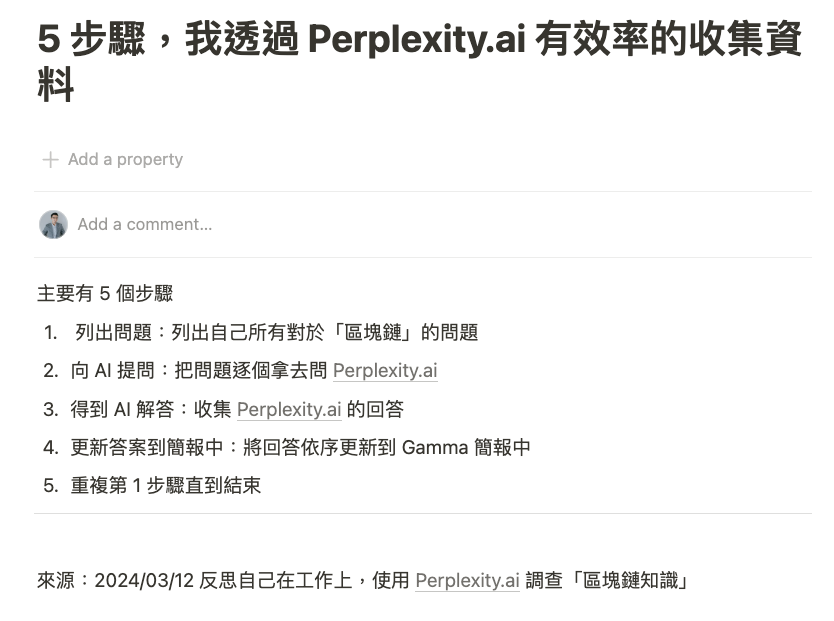 5 步驟，我透過 Perplexity.ai 有效率的收集資
料
Add a property
Add a comment...
主要有 5 個步驟
1. 列出問題：列出自己所有對於「區塊鏈」的問題
2. 向 AI 提問：把問題逐個拿去問 Perplexity.ai
3. 得到 AI 解答：收集 Perplexity.ai 的回答
4. 更新答案到簡報中：將回答依序更新到 Gamma 簡報中
5. 重複第 1 步驟直到結束
來源：2024/03/12 反思自己在工作上，使用 Perplexity.ai 調查「區塊鏈知識」